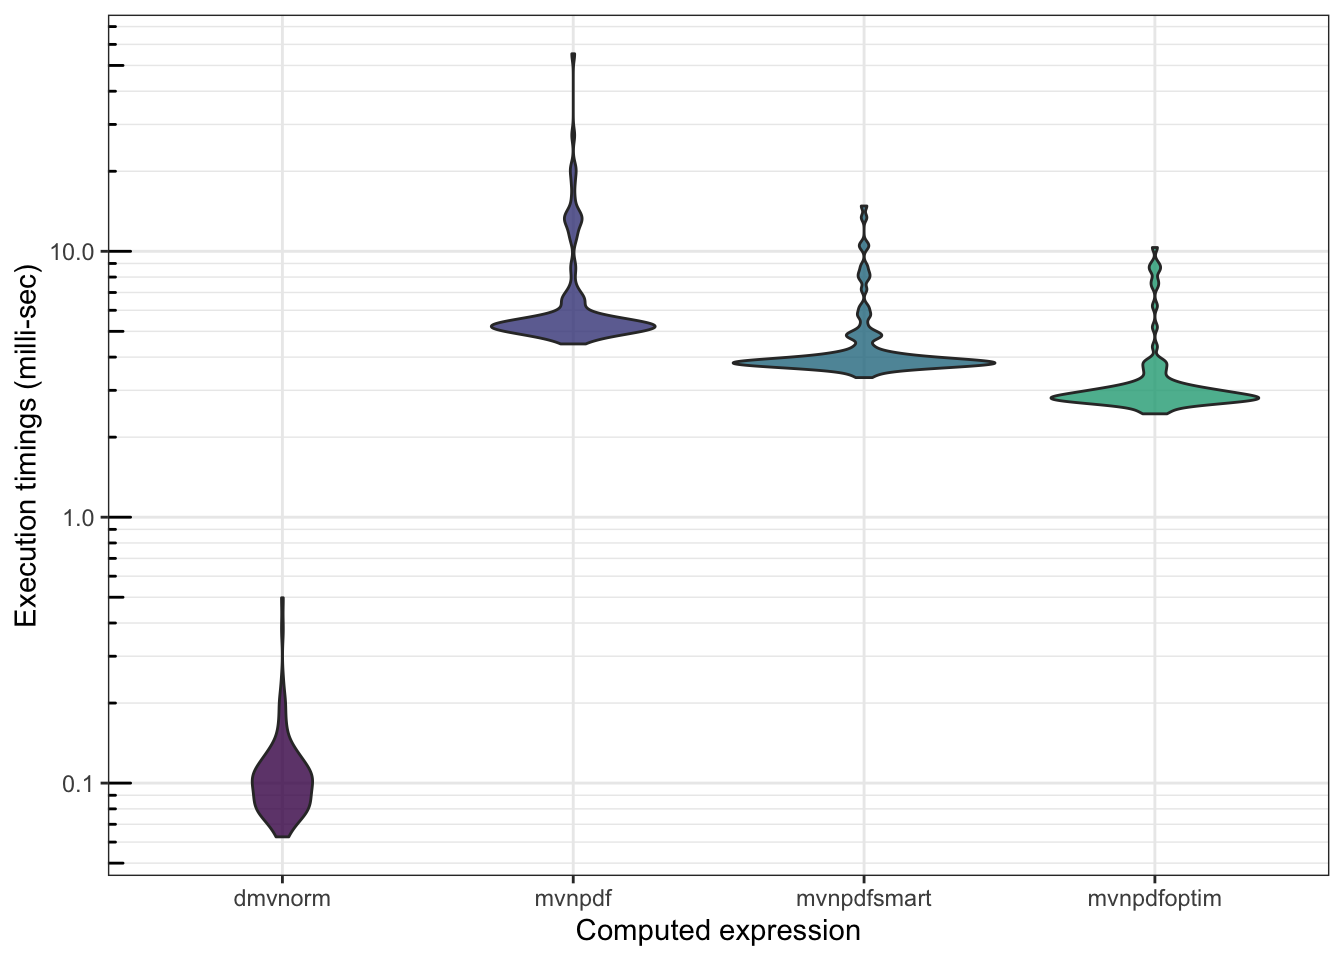 Execution timings (milli-sec)
10.0
1.0
0.1
dmvnorm mvnpdf mvnpdfsmart mvnpdfoptim
Computed expression